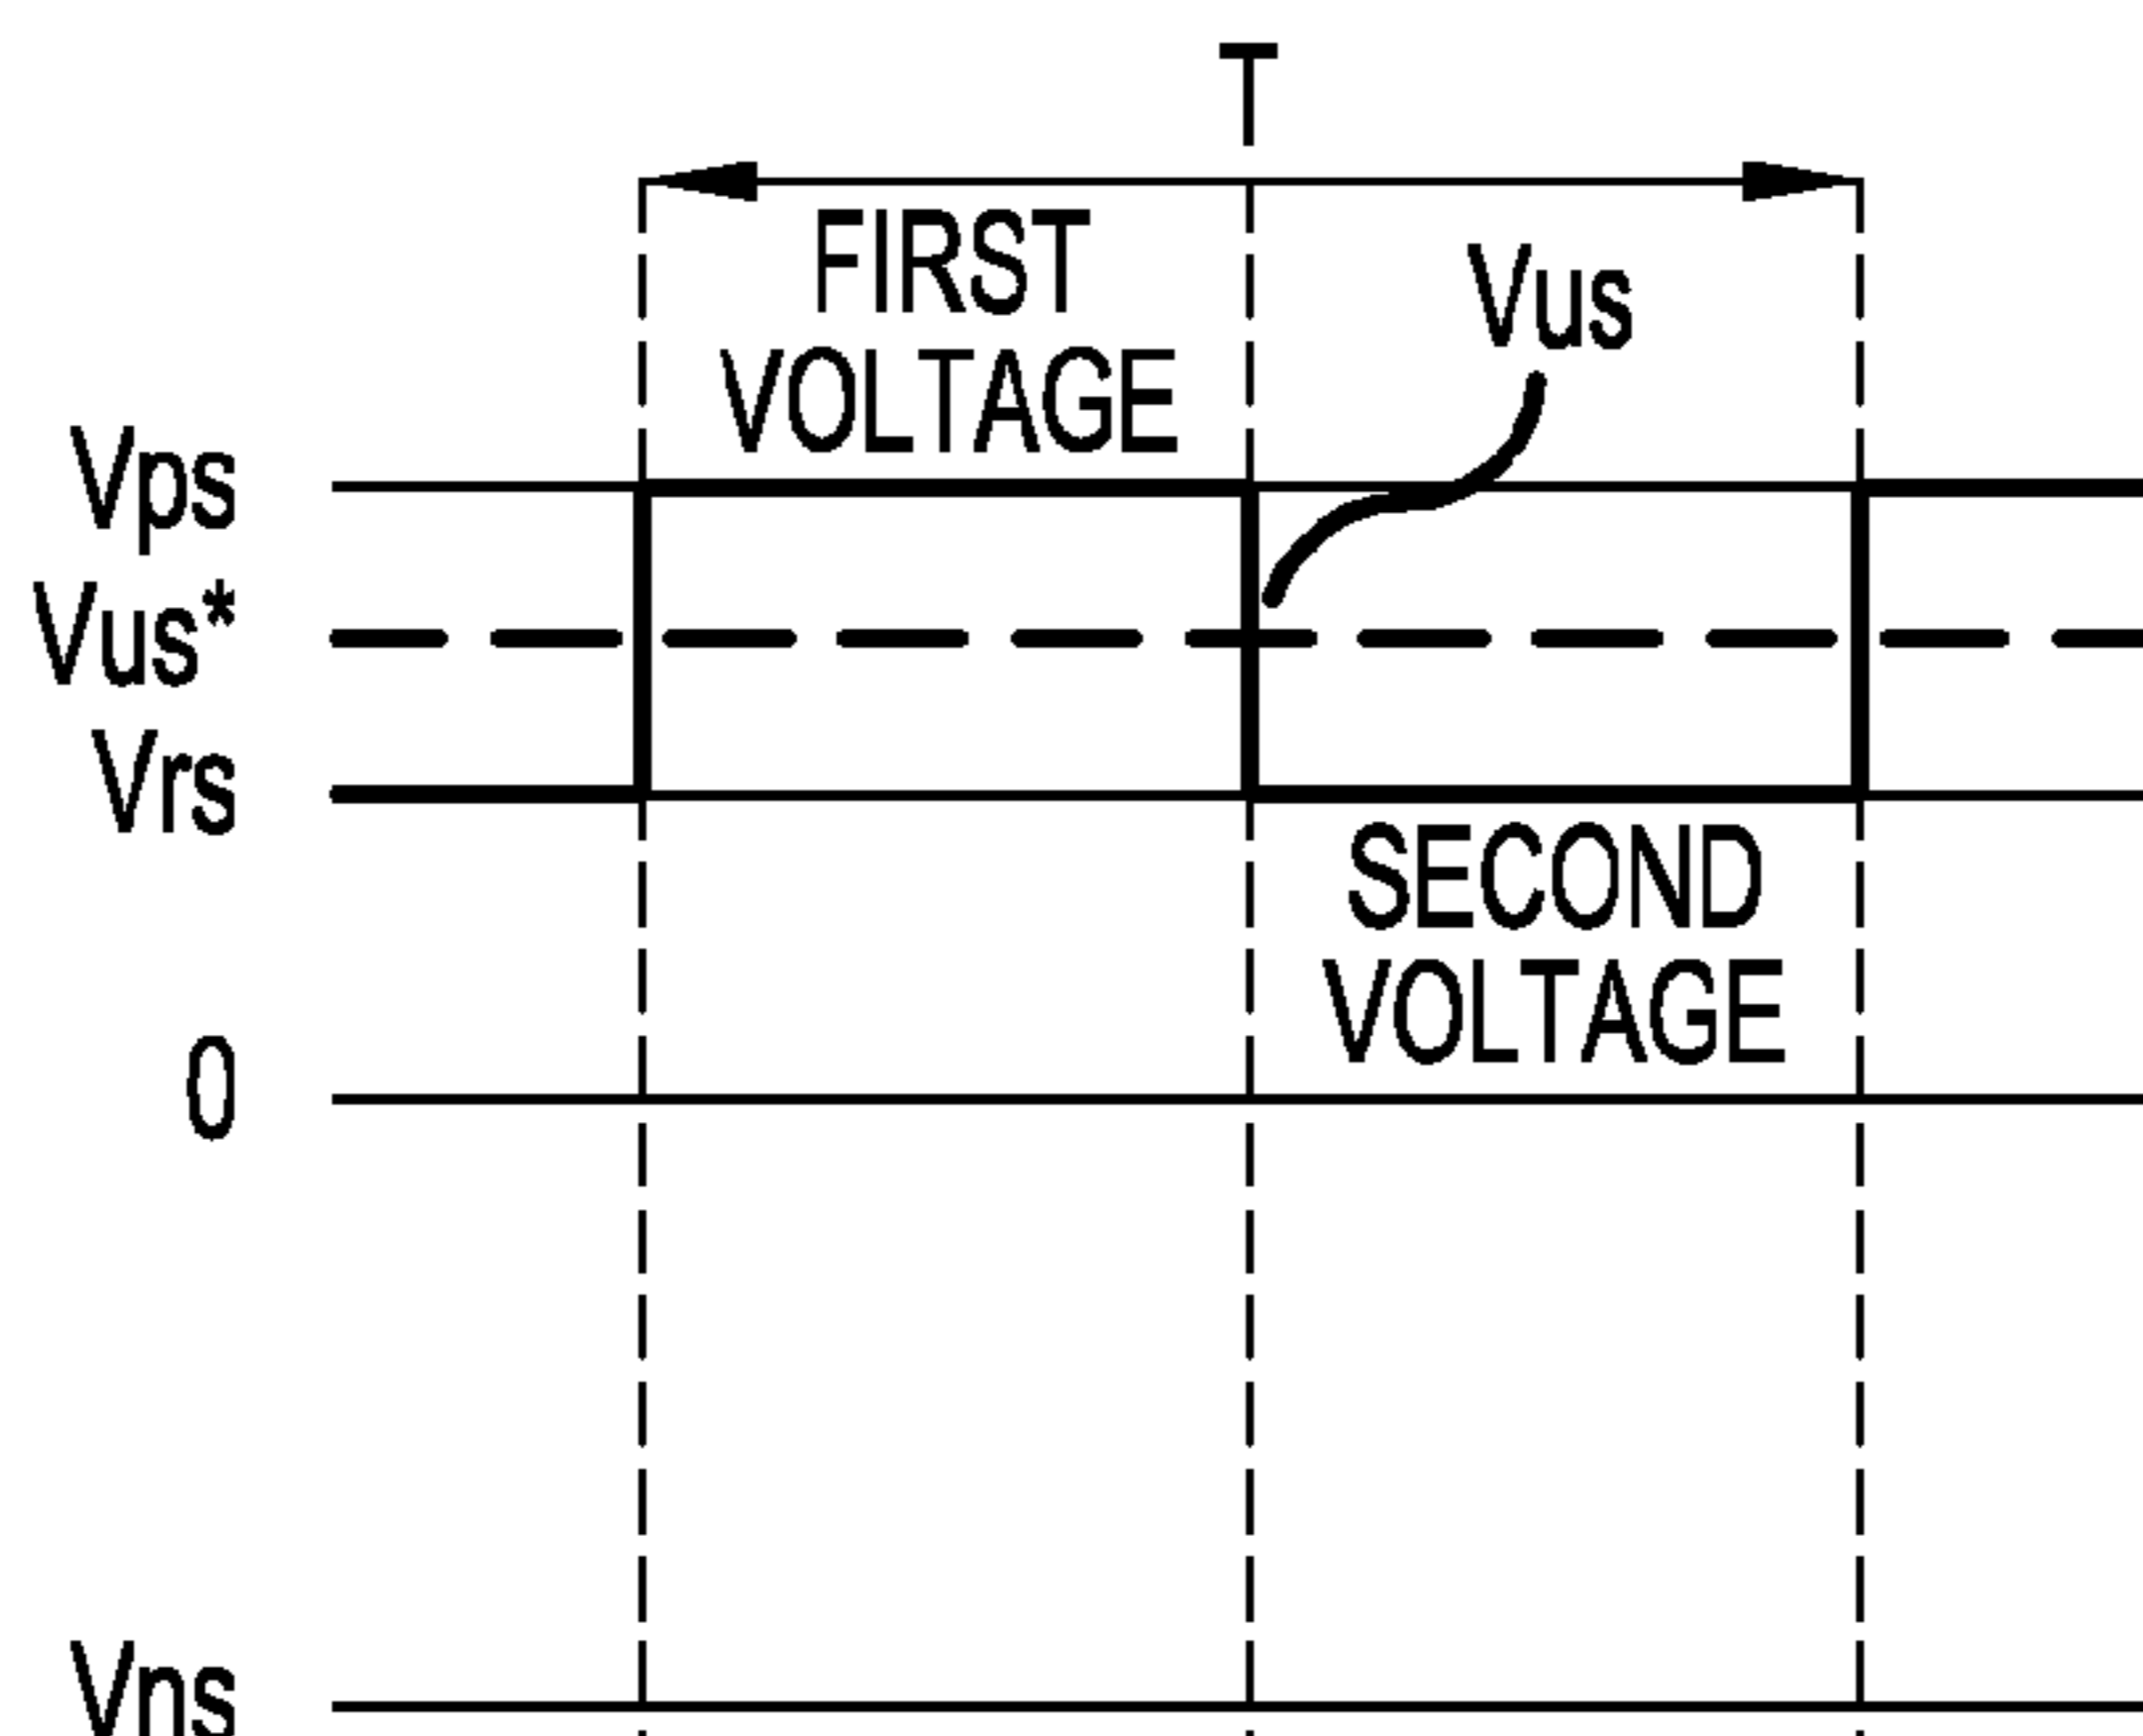 T
FIRST
VOLTAGE
Vus
Vps
Vus*
Vrs
SECOND
VOLTAGE
0
Vns